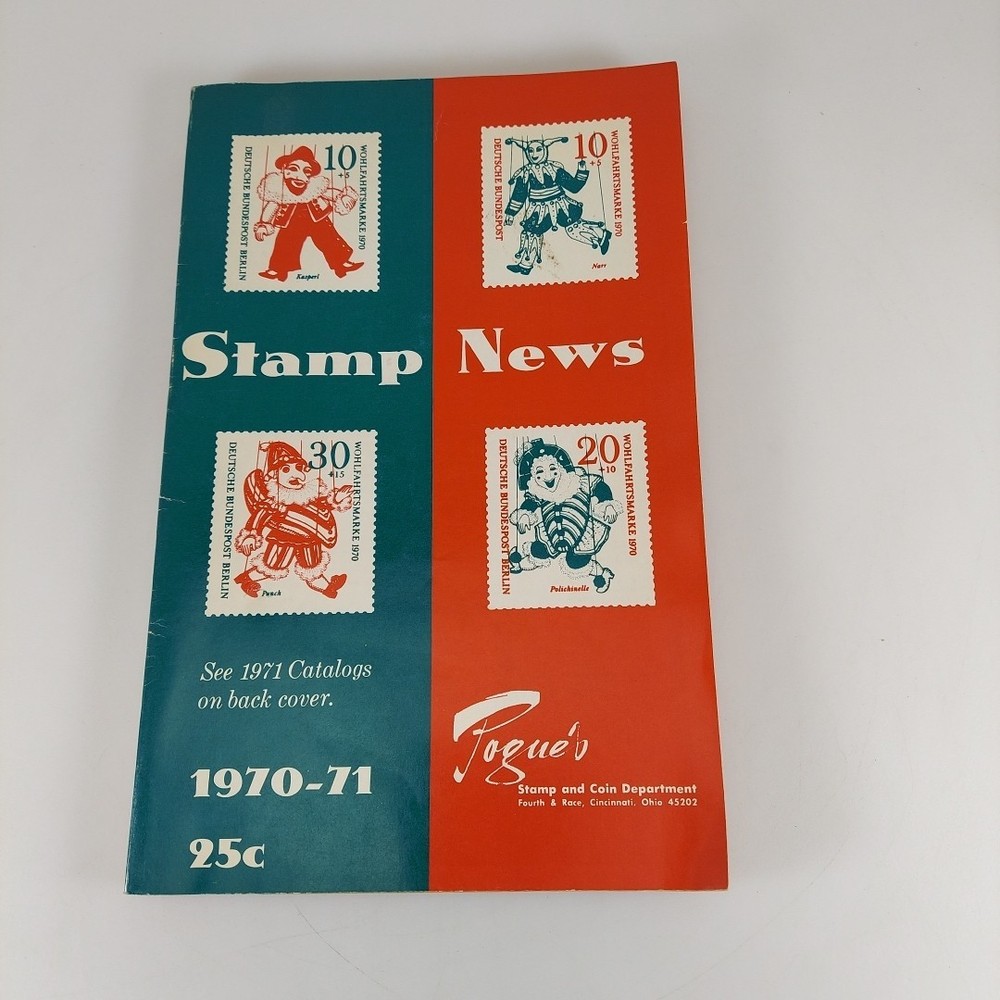 10
+5
WOHLFAHRTSMARKE 1970
DEUTSCHE BUNDESPOST BERLIN
Kasperl
10
+5
WOHLFAHRTSMARKE 1970
DEUTSCHE BUNDESPOST
Narr
Stamp News
30
+15
WOHLFAHRTSMARKE 1970
DEUTSCHE BUNDESPOST BERLIN
Punch
20
+10
WOHLFAHRTSMARKE 1970
DEUTSCHE BUNDESPOST BERLIN
Polichinelle
See 1971 Catalogs
on back cover.
1970-71
25c
Pogue's
Stamp and Coin Department
Fourth & Race, Cincinnati, Ohio 45202